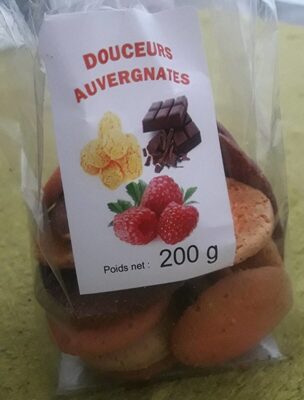 DOUCEURS
AUVERGNATES
Poids net : 200 g